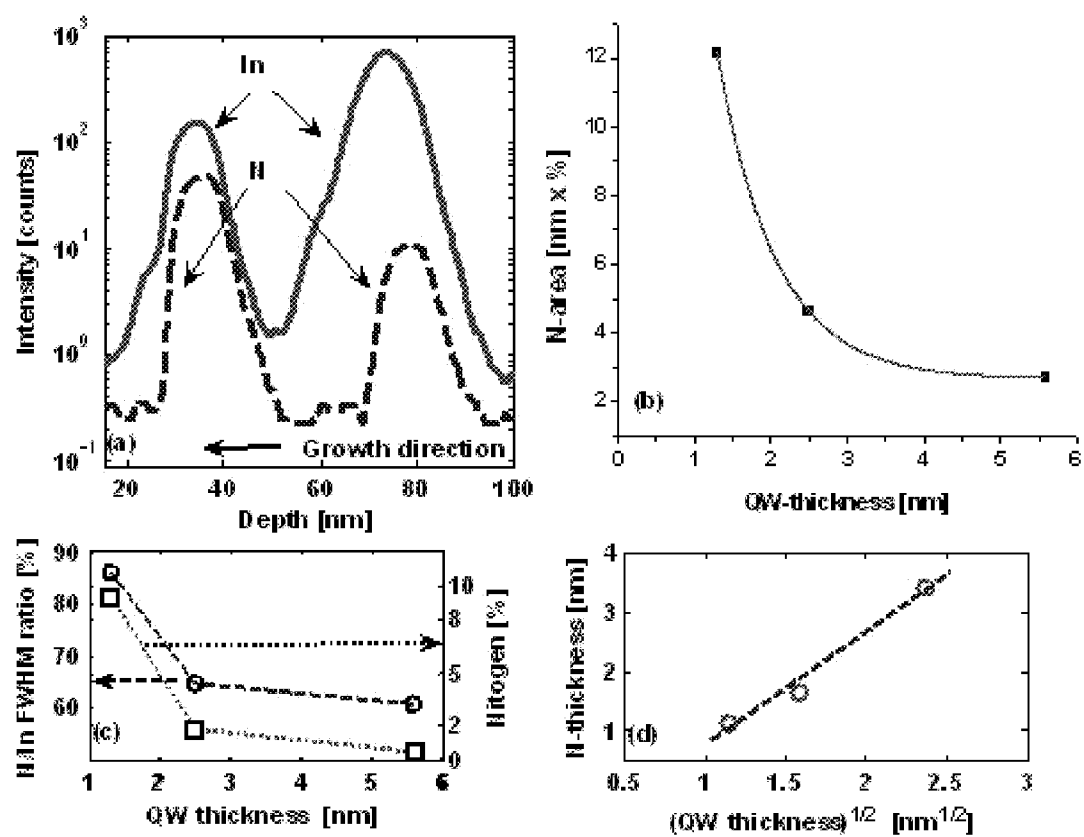 Intensity [counts]
10³
10²
10¹
10⁰
10⁻¹
In
N
(a)
Growth direction
20 40 60 80 100
Depth [nm]
N-area [nm x %]
12
10
8
6
4
2
(b)
0 1 2 3 4 5 6
QW-thickness [nm]
N:In FWHM ratio [%]
90
80
70
60
(c)
10
8
5
2
0
Nitogen [%]
1 2 3 4 5 6
QW thickness [nm]
N-thickness [nm]
4
3
2
1
(d)
0.5 1 1.5 2 2.5 3
(QW thickness)^1/2 [nm^1/2]